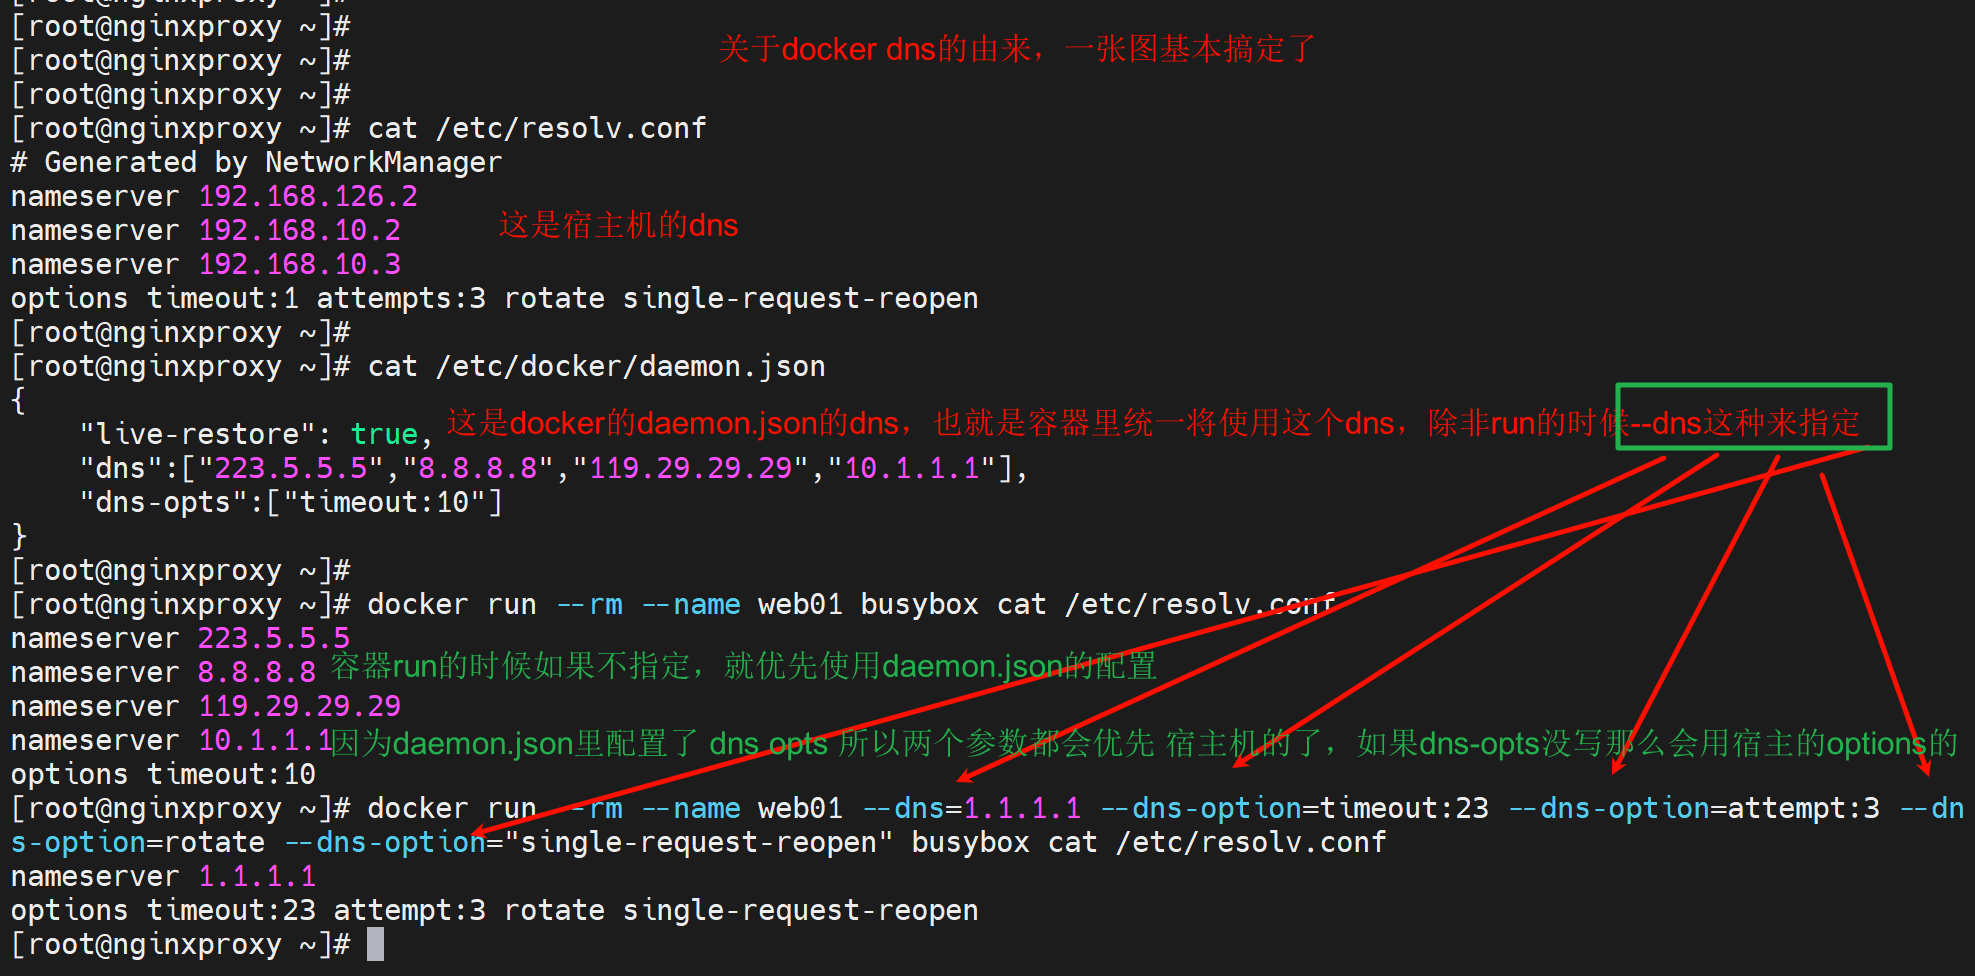 [root@nginxproxy ~]#
[root@nginxproxy ~]#
关于docker dns的由来，一张图基本搞定了
[root@nginxproxy ~]#
[root@nginxproxy ~]#
[root@nginxproxy ~]# cat /etc/resolv.conf
# Generated by NetworkManager
nameserver 192.168.126.2
nameserver 192.168.10.2
这是宿主机的dns
nameserver 192.168.10.3
options timeout:1 attempts:3 rotate single-request-reopen
[root@nginxproxy ~]#
[root@nginxproxy ~]# cat /etc/docker/daemon.json
{
"live-restore": true,
这是docker的daemon.json的dns，也就是容器里统一将使用这个dns，除非run的时候--dns这种来指定
"dns":["223.5.5.5","8.8.8.8","119.29.29.29","10.1.1.1"],
"dns-opts":["timeout:10"]
}
[root@nginxproxy ~]#
[root@nginxproxy ~]# docker run --rm --name web01 busybox cat /etc/resolv.conf
nameserver 223.5.5.5
nameserver 8.8.8.8
容器run的时候如果不指定，就优先使用daemon.json的配置
nameserver 119.29.29.29
nameserver 10.1.1.1
因为daemon.json里配置了 dns opts 所以两个参数都会优先 宿主机的了，如果dns-opts没写那么会用宿主的options的
options timeout:10
[root@nginxproxy ~]# docker run --rm --name web01 --dns=1.1.1.1 --dns-option=timeout:23 --dns-option=attempt:3 --dn
s-option=rotate --dns-option="single-request-reopen" busybox cat /etc/resolv.conf
nameserver 1.1.1.1
options timeout:23 attempt:3 rotate single-request-reopen
[root@nginxproxy ~]#